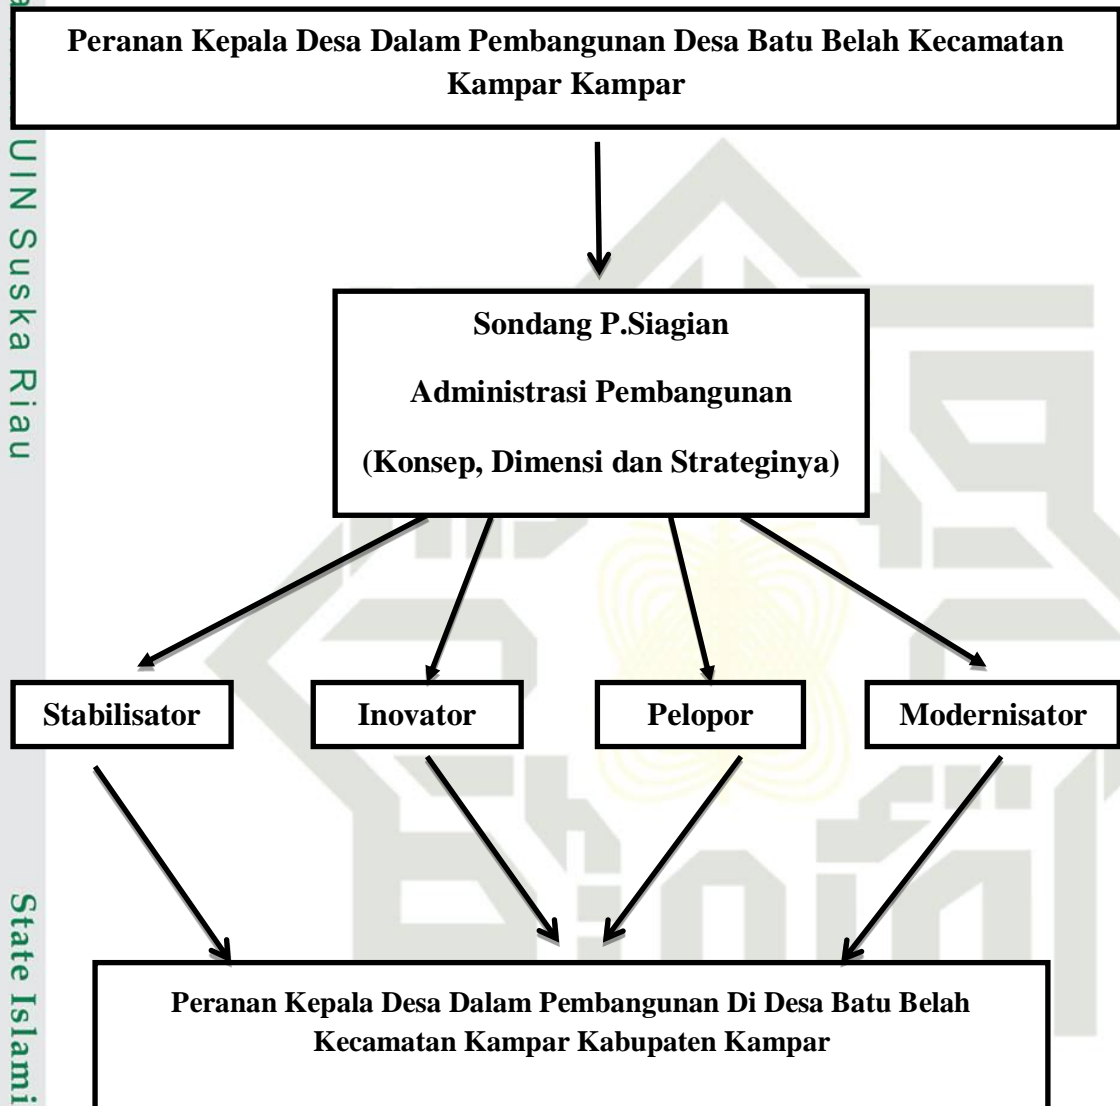 Peranan Kepala Desa Dalam Pembangunan Desa Batu Belah Kecamatan
Kampar Kampar
UIN Suska Riau
Sondang P.Siagian
Administrasi Pembangunan
(Konsep, Dimensi dan Strateginya)
Stabilisator
Inovator
Pelopor
Modernisator
State Islami
Peranan Kepala Desa Dalam Pembangunan Di Desa Batu Belah
Kecamatan Kampar Kabupaten Kampar